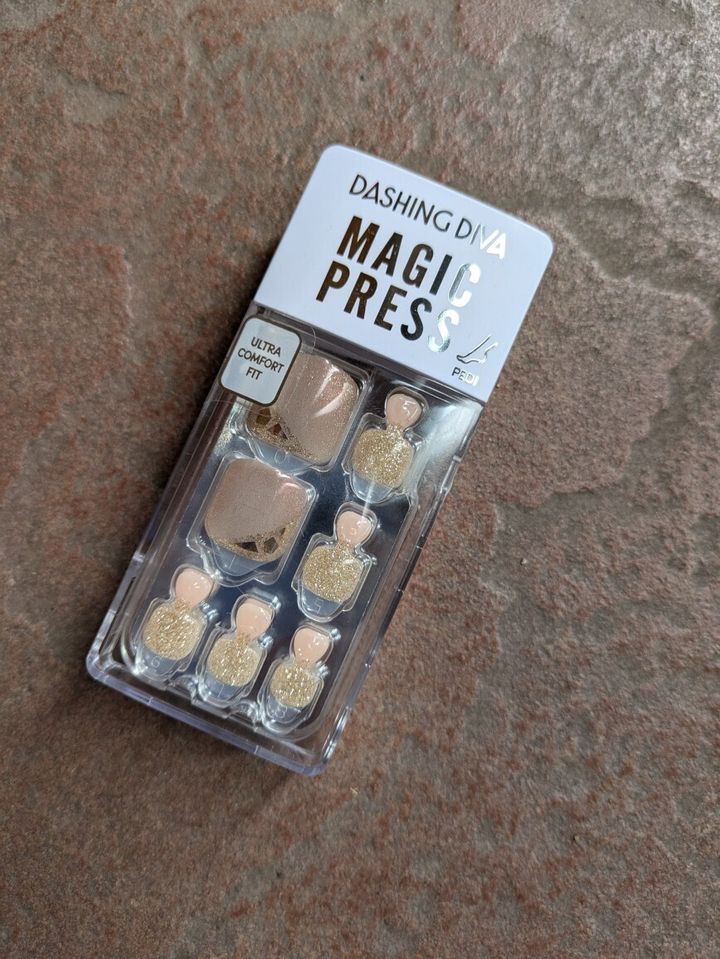 DASHING DIVA
MAGIC
PRESS
PEDI
ULTRA
COMFORT
FIT